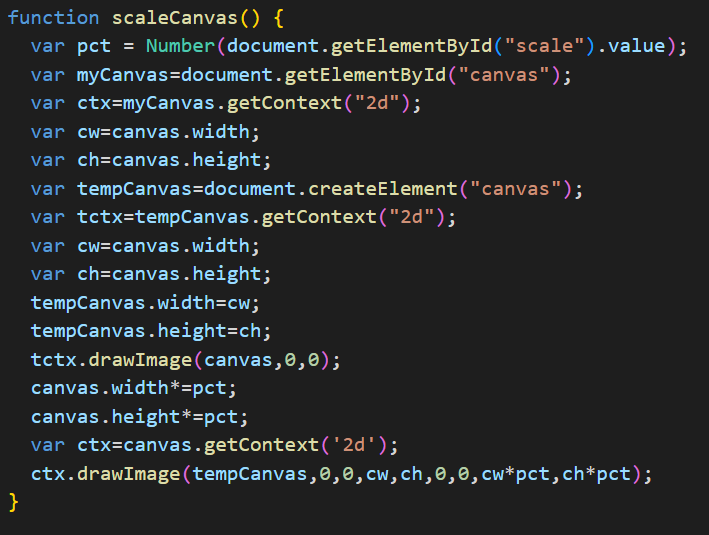 function scaleCanvas() {
  var pct = Number(document.getElementById("scale").value);
  var myCanvas=document.getElementById("canvas");
  var ctx=myCanvas.getContext("2d");
  var cw=canvas.width;
  var ch=canvas.height;
  var tempCanvas=document.createElement("canvas");
  var tctx=tempCanvas.getContext("2d");
  var cw=canvas.width;
  var ch=canvas.height;
  tempCanvas.width=cw;
  tempCanvas.height=ch;
  tctx.drawImage(canvas,0,0);
  canvas.width*=pct;
  canvas.height*=pct;
  var ctx=canvas.getContext('2d');
  ctx.drawImage(tempCanvas,0,0,cw,ch,0,0,cw*pct,ch*pct);
}